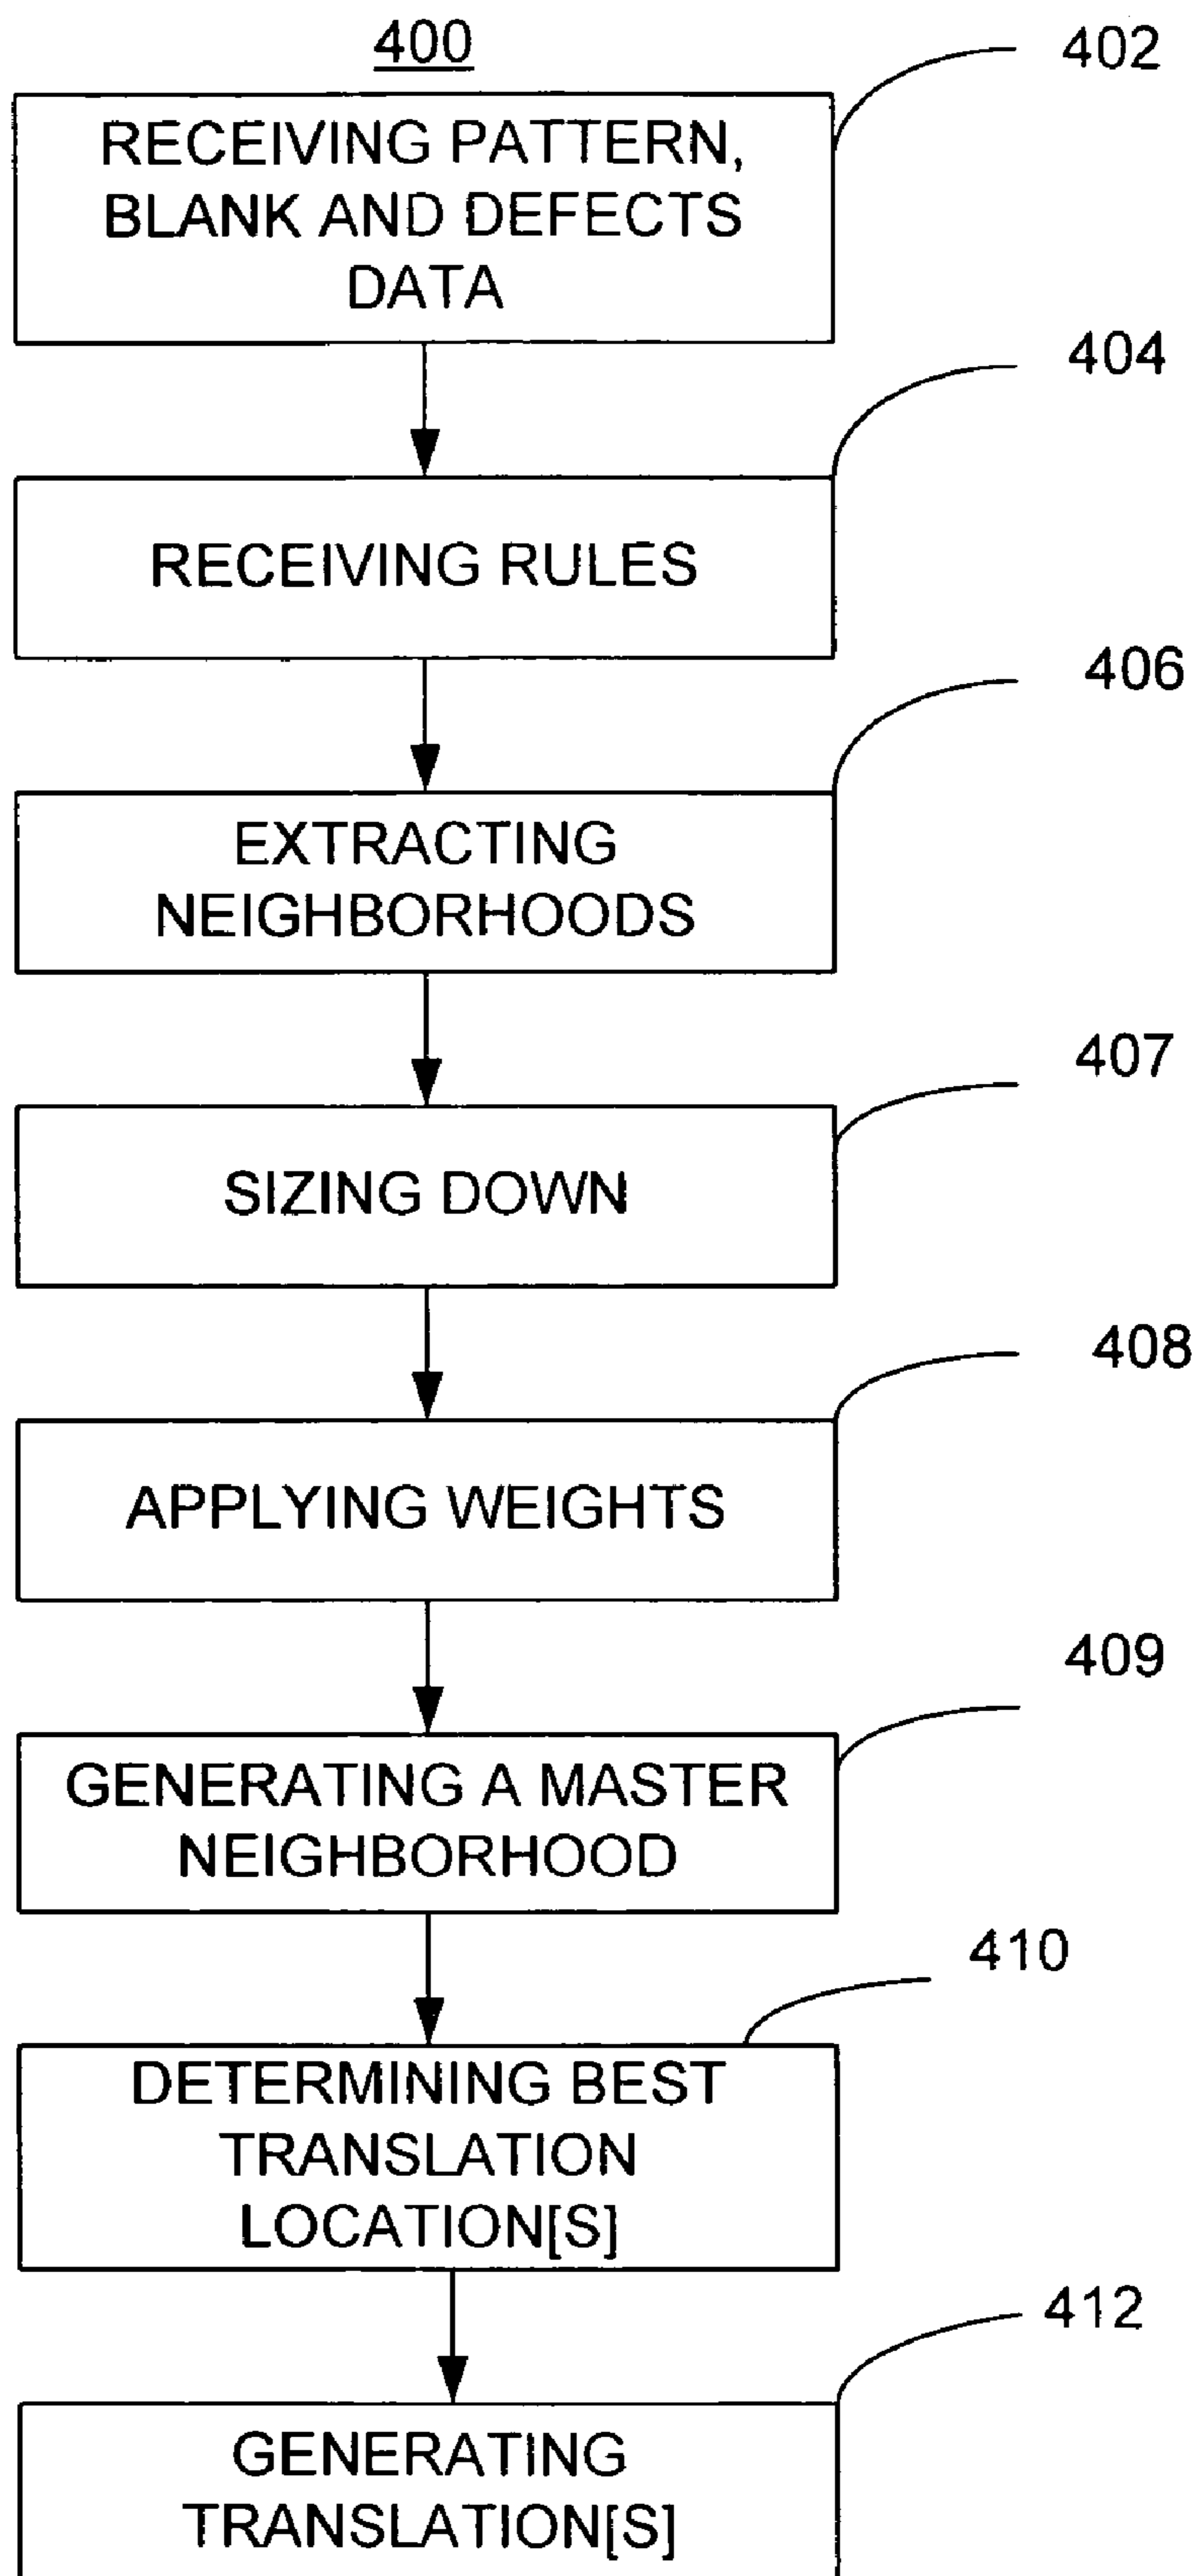 400
402
RECEIVING PATTERN,
BLANK AND DEFECTS
DATA
404
RECEIVING RULES
406
EXTRACTING
NEIGHBORHOODS
407
SIZING DOWN
408
APPLYING WEIGHTS
409
GENERATING A MASTER
NEIGHBORHOOD
410
DETERMINING BEST
TRANSLATION
LOCATION[S]
412
GENERATING
TRANSLATION[S]